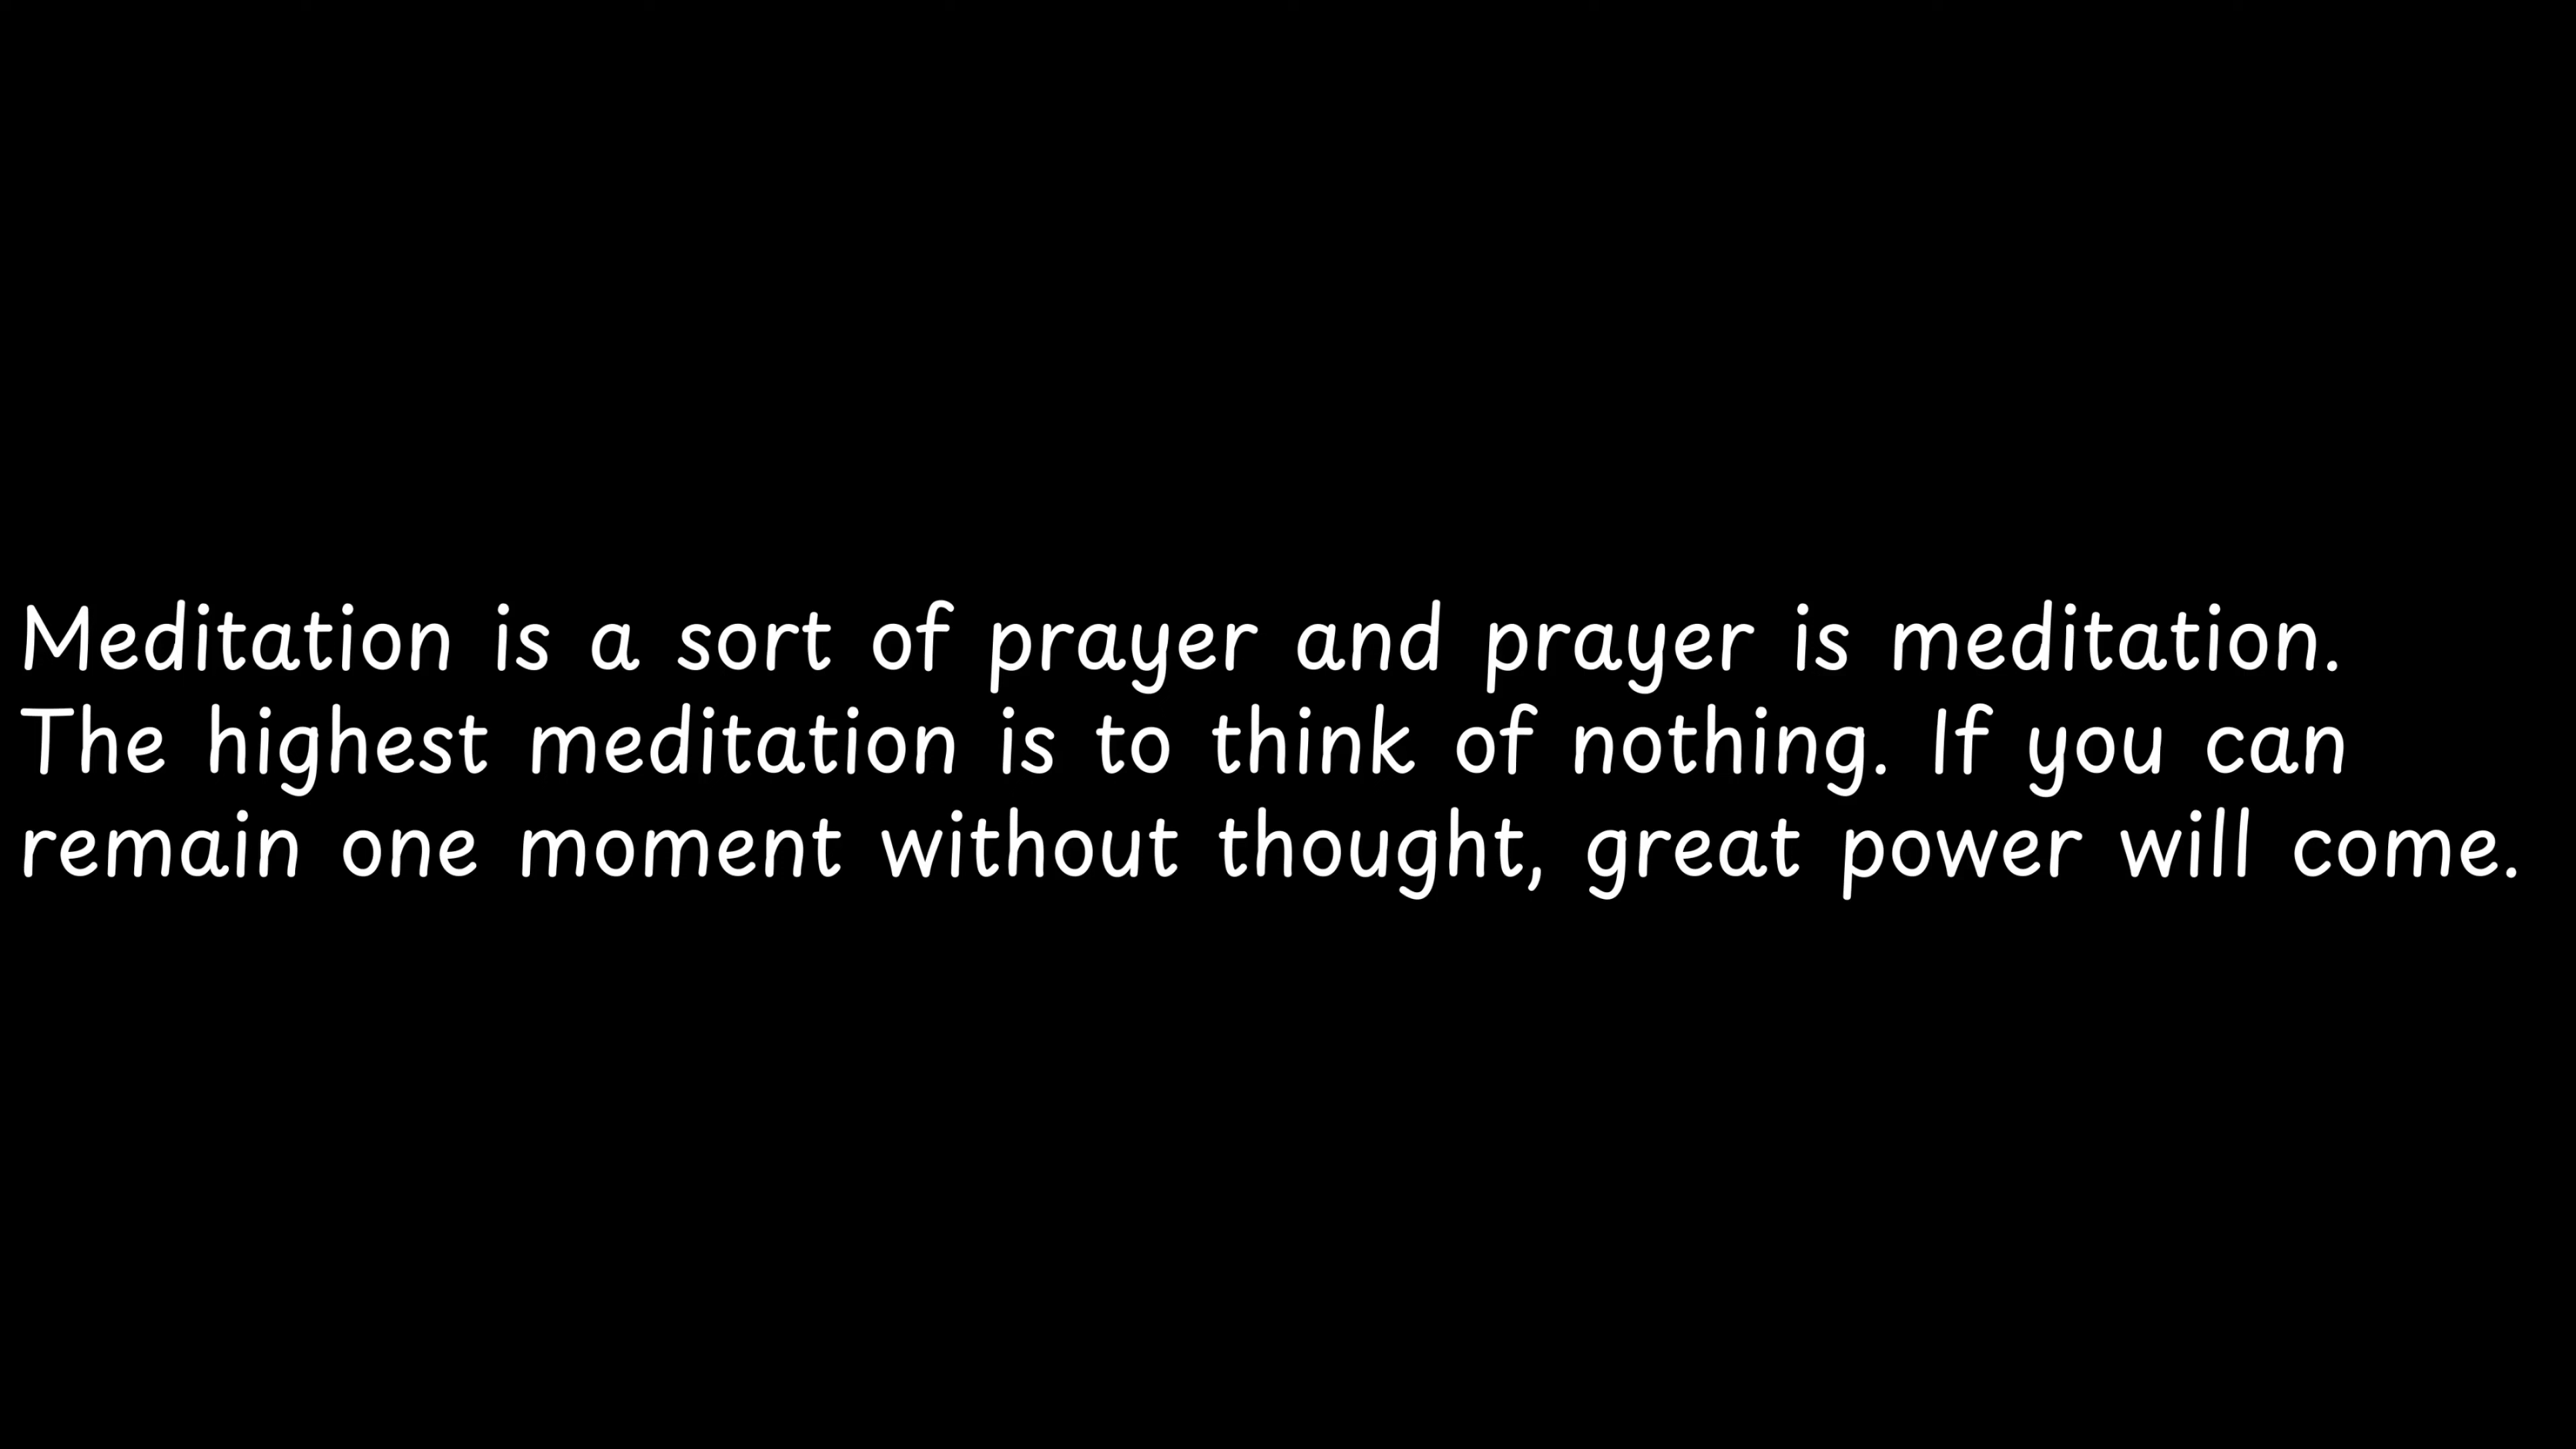 Meditation is a sort of prayer and prayer is meditation.
The highest meditation is to think of nothing. If you can
remain one moment without thought, great power will come.